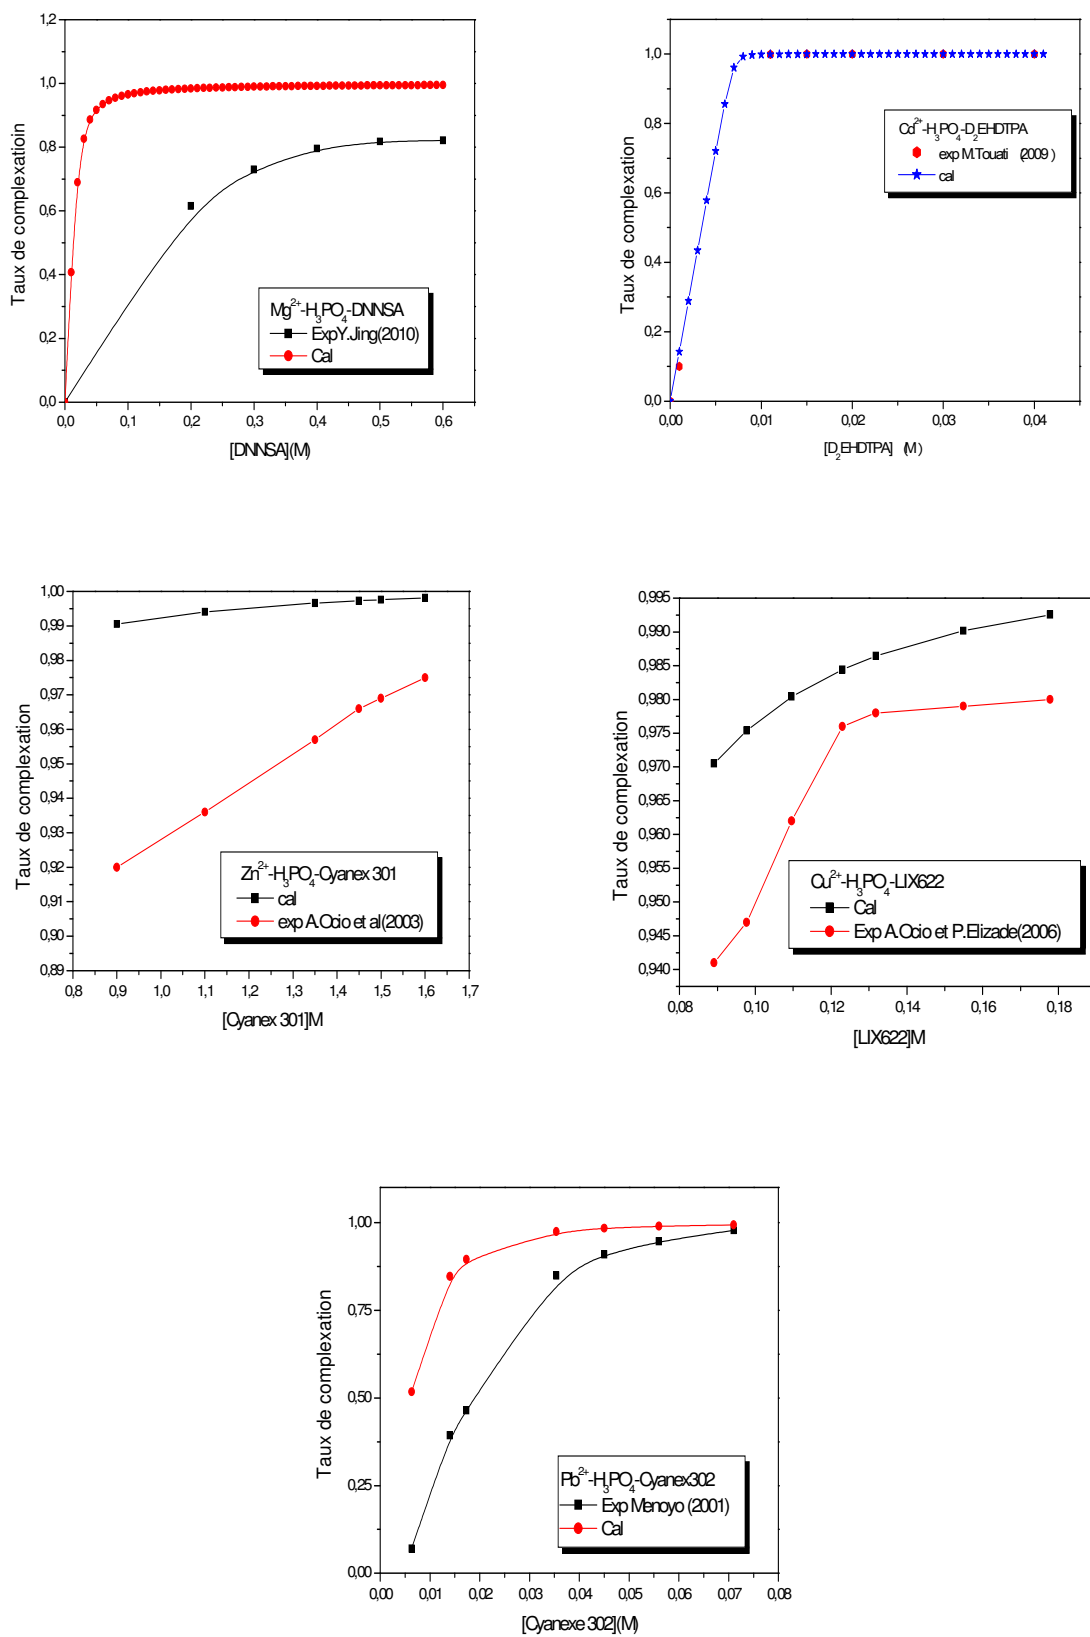 1,2
1,0
0,8
0,6
0,4
0,2
0,0
Taux de complexatioin
Mg²⁺-H₃PO₄-DNNSA
ExpY.Jing(2010)
Cal
0,0 0,1 0,2 0,3 0,4 0,5 0,6
[DNNSA](M)
1,0
0,8
0,6
0,4
0,2
0,0
Taux de complexation
Cd²⁺-H₃PO₄-D₂EHDTPA
exp M.Touati (2009)
cal
0,00 0,01 0,02 0,03 0,04
[D₂EHDTPA] (M)
1,00
0,99
0,98
0,97
0,96
0,95
0,94
0,93
0,92
0,91
0,90
0,89
Taux de complexation
Zn²⁺-H₃PO₄-Cyanex 301
cal
exp A.Ocio et al(2003)
0,8 0,9 1,0 1,1 1,2 1,3 1,4 1,5 1,6 1,7
[Cyanex 301]M
0,995
0,990
0,985
0,980
0,975
0,970
0,965
0,960
0,955
0,950
0,945
0,940
Taux de complexation
Cu²⁺-H₃PO₄-LIX622
Cal
Exp A.Ocio et P.Elizade(2006)
0,08 0,10 0,12 0,14 0,16 0,18
[LIX622]M
1,00
0,75
0,50
0,25
0,00
Taux de complexation
Pb²⁺-H₃PO₄-Cyanex302
Exp Menoyo (2001)
Cal
0,00 0,01 0,02 0,03 0,04 0,05 0,06 0,07 0,08
[Cyanexe 302](M)